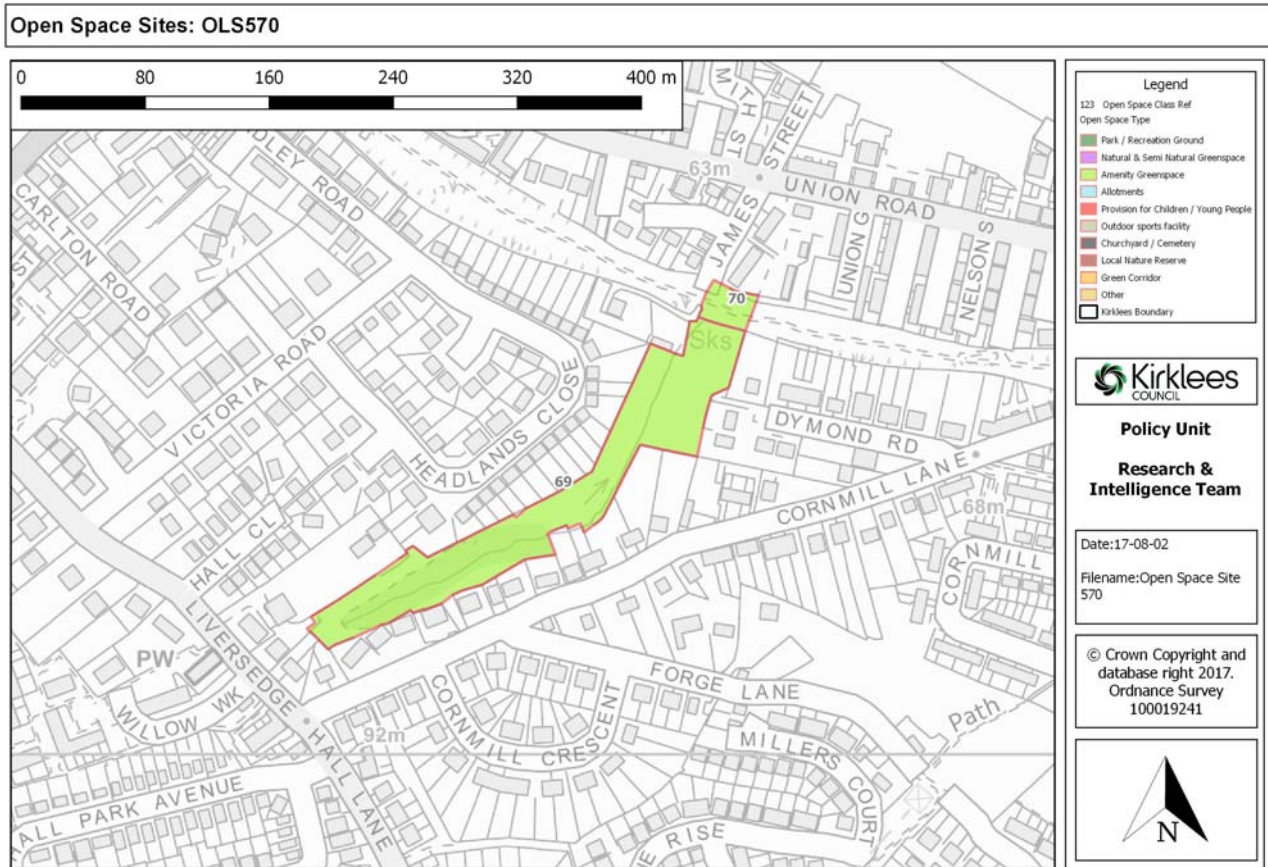 Open Space Sites: OLS570
0 80 160 240 320 400 m
Legend
123 Open Space Class Ref
Open Space Type
Park / Recreation Ground
Natural & Semi Natural Greenspace
Amenity Greenspace
Allotments
Provision for Children / Young People
Outdoor sports facility
Churchyard / Cemetery
Local Nature Reserve
Green Corridor
Other
Kirklees Boundary
Kirklees
COUNCIL
Policy Unit
Research &
Intelligence Team
Date:17-08-02
Filename:Open Space Site
570
© Crown Copyright and
database right 2017.
Ordnance Survey
100019241
N
ROAD
CARLTON ROAD
ST
VICTORIA ROAD
HEADLANDS CLOSE
HALL CL
LIVERSEDGE HALL LANE
PW
WILLOW WK
92m
CORNMILL CRESCENT
FORGE LANE
MILLERS COURT
Path
RISE
JAMES STREET
63m
UNION ROAD
UNION G
NELSON S
70
Sks
69
DYMOND RD
CORNMILL LANE
68m
CORNMILL
PARK AVENUE